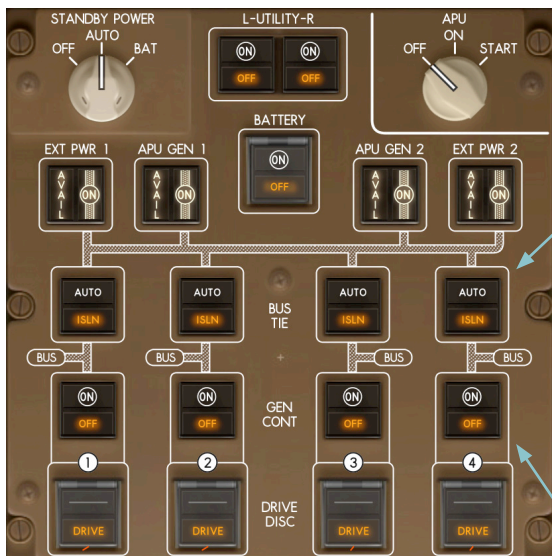 STANDBY POWER
OFF AUTO BAT
L-UTILITY-R
ON ON
OFF OFF
APU
OFF ON START
BATTERY
ON
OFF
EXT PWR 1 APU GEN 1 APU GEN 2 EXT PWR 2
AVAIL ON AVAIL ON AVAIL ON AVAIL ON
AUTO AUTO AUTO AUTO
ISLN ISLN ISLN ISLN
BUS TIE
BUS BUS BUS BUS
ON ON ON ON
OFF OFF OFF OFF
GEN CONT
1 2 3 4
DRIVE DISC
DRIVE DRIVE DRIVE DRIVE